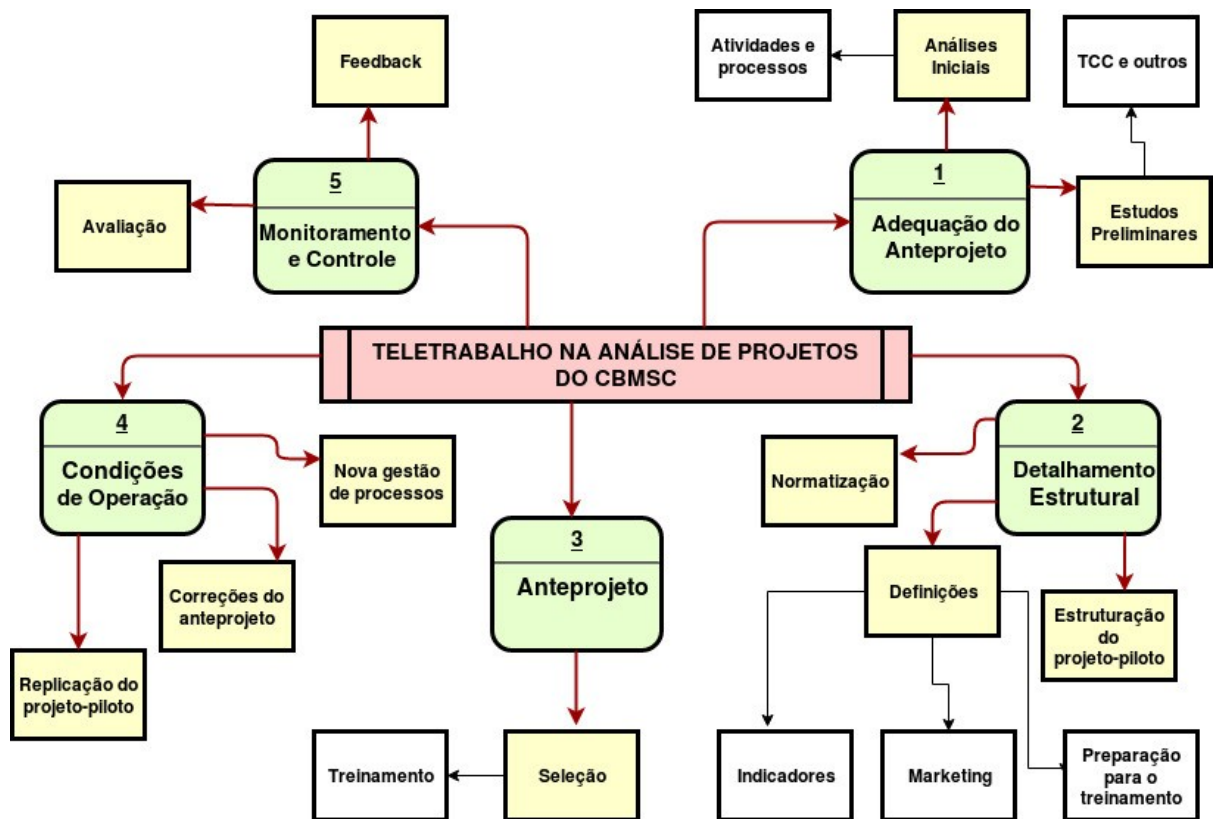 Feedback
Atividades e
processos
Análises
Iniciais
TCC e outros
5
Monitoramento
e Controle
Avaliação
1
Adequação do
Anteprojeto
Estudos
Preliminares
TELETRABALHO NA ANÁLISE DE PROJETOS
DO CBMSC
4
Condições
de Operação
Nova gestão
de processos
Correções do
anteprojeto
Replicação do
projeto-piloto
3
Anteprojeto
Treinamento
Seleção
2
Detalhamento
Estrutural
Normatização
Definições
Estruturação
do
projeto-piloto
Indicadores
Marketing
Preparação
para o
treinamento